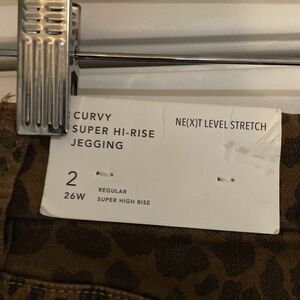 CURVY
SUPER HI-RISE
JEGGING
NE(X)T LEVEL STRETCH
2
26W
REGULAR
SUPER HIGH RISE